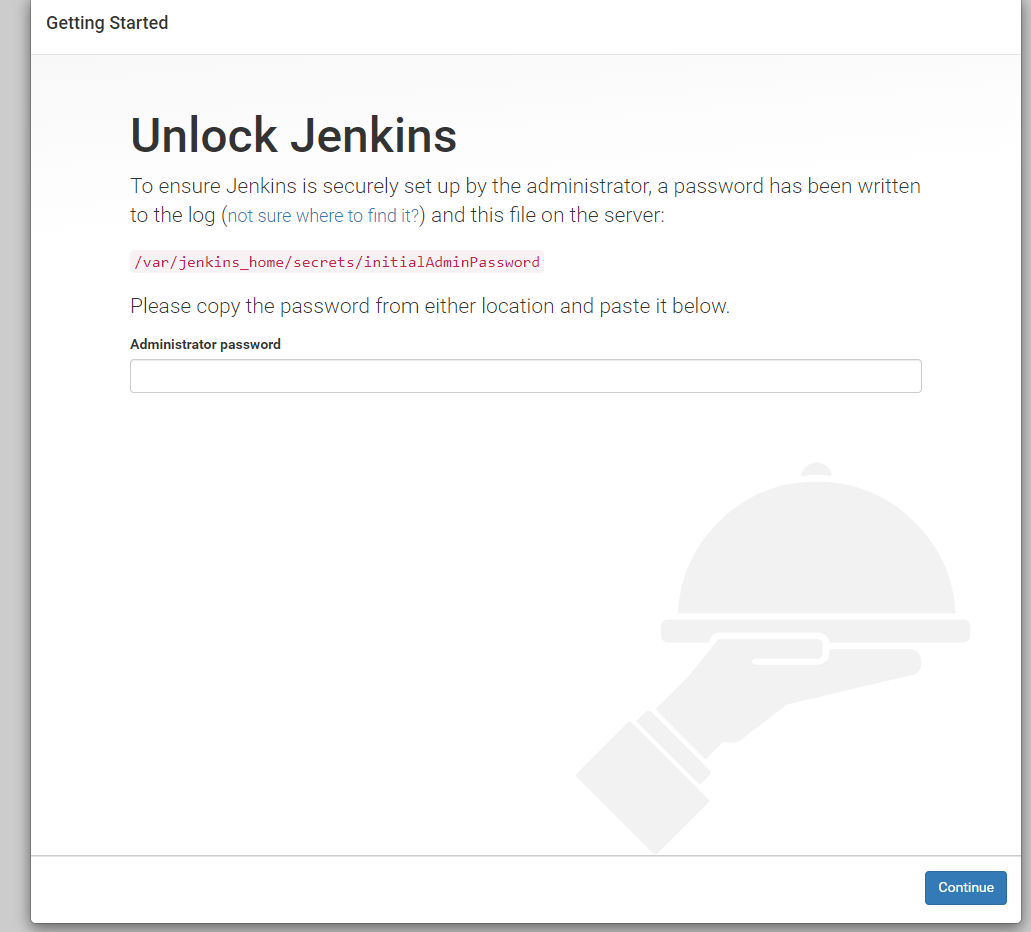 Getting Started
Unlock Jenkins
To ensure Jenkins is securely set up by the administrator, a password has been written
to the log (not sure where to find it?) and this file on the server:
/var/jenkins_home/secrets/initialAdminPassword
Please copy the password from either location and paste it below.
Administrator password
Continue